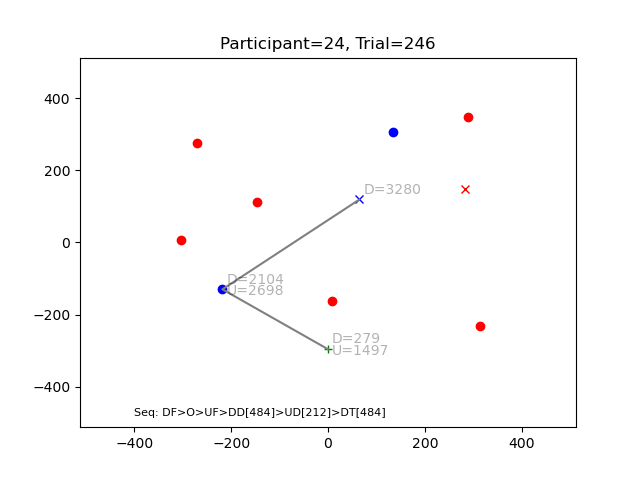 Participant=24, Trial=246
400
200
0
−200
−400
D=3280
D=2104
U=2698
D=279
U=1497
Seq: DF>O>UF>DD[484]>UD[212]>DT[484]
−400 −200 0 200 400